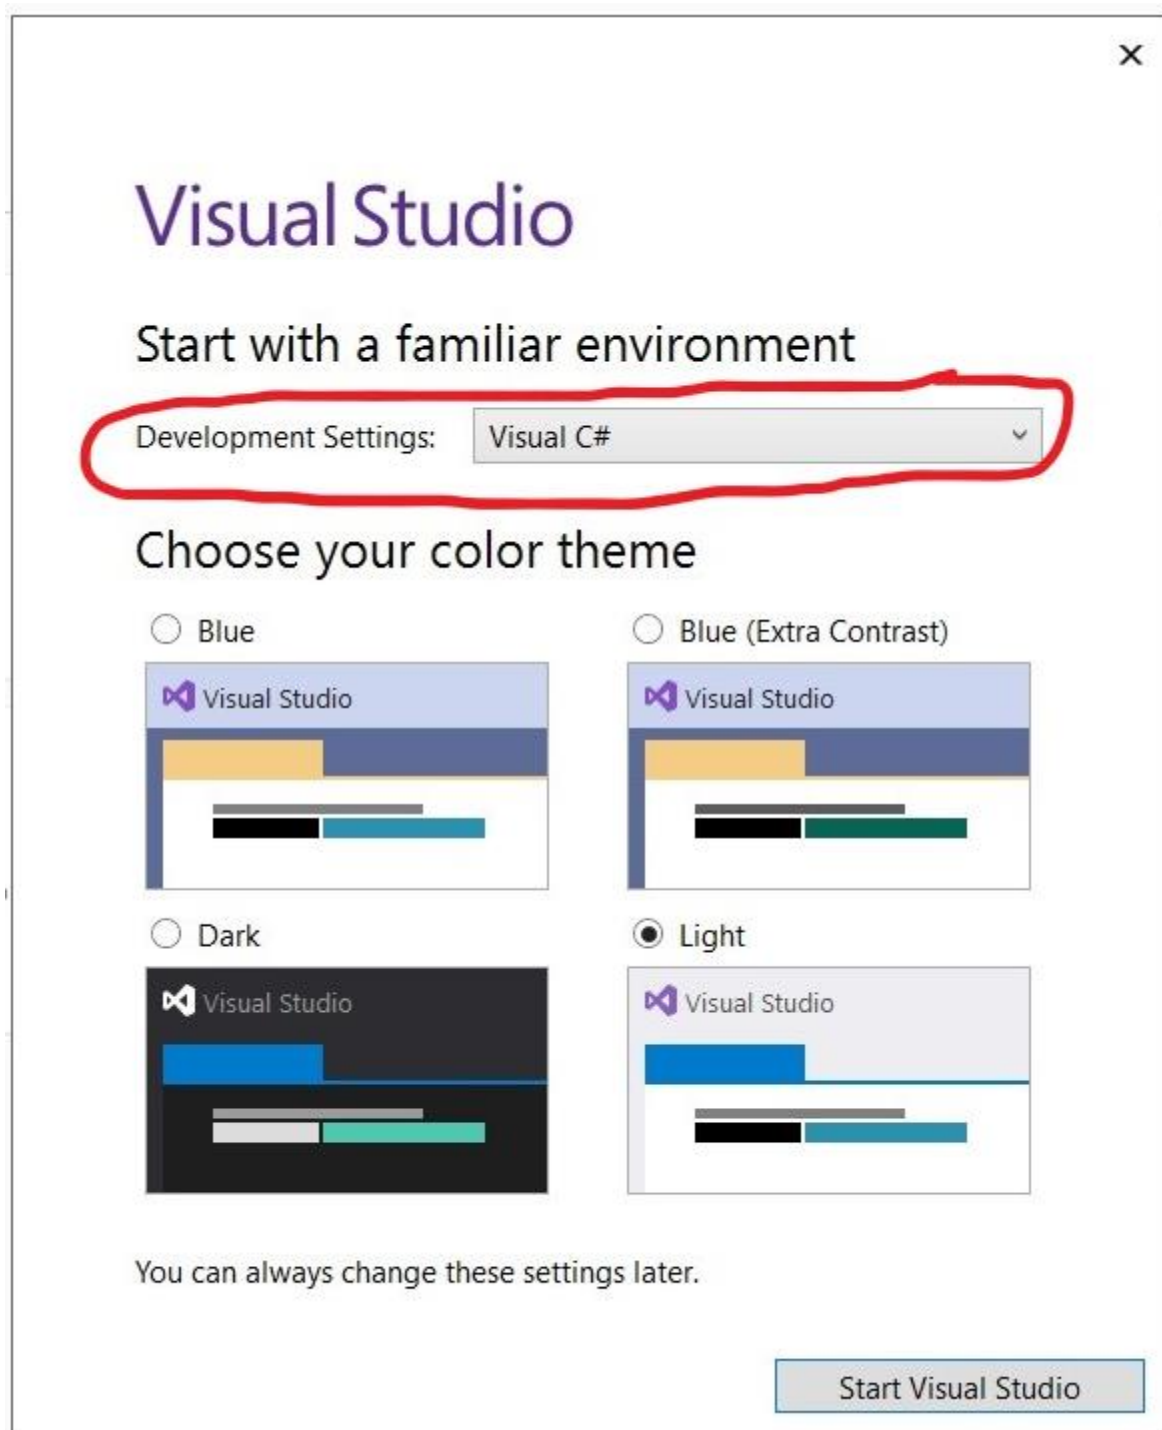 Visual Studio
Start with a familiar environment
Development Settings: Visual C#
Choose your color theme
Blue
Blue (Extra Contrast)
Visual Studio
Visual Studio
Dark
Light
Visual Studio
Visual Studio
You can always change these settings later.
Start Visual Studio